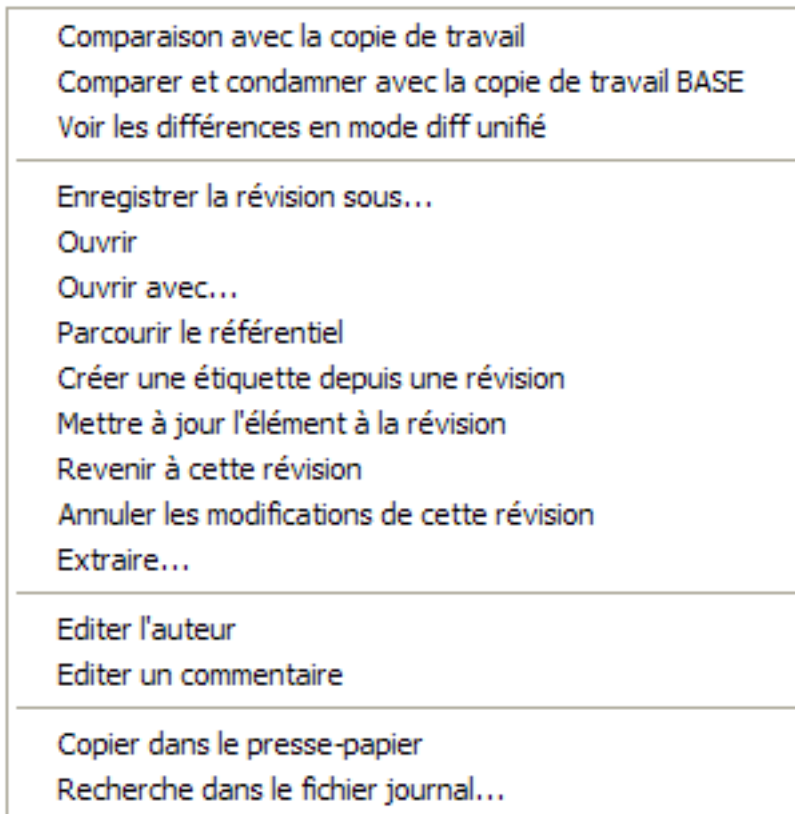 Comparaison avec la copie de travail
Comparer et condamner avec la copie de travail BASE
Voir les différences en mode diff unifié
Enregistrer la révision sous...
Ouvrir
Ouvrir avec...
Parcourir le référentiel
Créer une étiquette depuis une révision
Mettre à jour l'élément à la révision
Revenir à cette révision
Annuler les modifications de cette révision
Extraire...
Editer l'auteur
Editer un commentaire
Copier dans le presse-papier
Recherche dans le fichier journal...